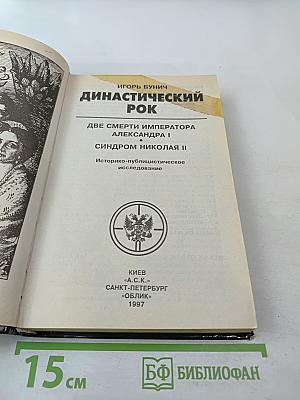 ИГОРЬ БУНИЧ
ДИНАСТИЧЕСКИЙ
РОК
ДВЕ СМЕРТИ ИМПЕРАТОРА
АЛЕКСАНДРА I
СИНДРОМ НИКОЛАЯ II
Историко-публицистическое
исследование
КИЕВ
«А.С.К.»
САНКТ-ПЕТЕРБУРГ
«ОБЛИК»
1997
15 см
БФ БИБЛИОФАН